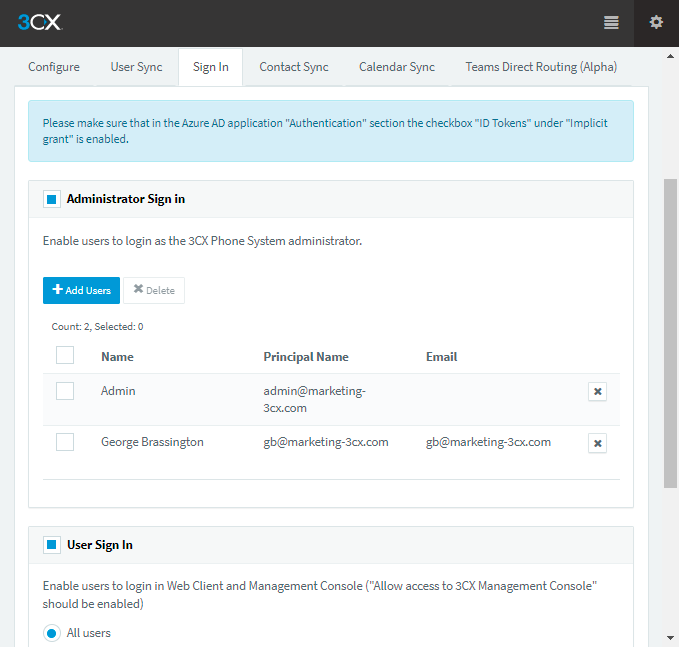 3CX
Configure User Sync Sign In Contact Sync Calendar Sync Teams Direct Routing (Alpha)
Please make sure that in the Azure AD application "Authentication" section the checkbox "ID Tokens" under "Implicit
grant" is enabled.
Administrator Sign in
Enable users to login as the 3CX Phone System administrator.
Add Users Delete
Count: 2, Selected: 0
Name Principal Name Email
Admin admin@marketing-
3cx.com
George Brassington gb@marketing-3cx.com gb@marketing-3cx.com
User Sign In
Enable users to login in Web Client and Management Console ("Allow access to 3CX Management Console"
should be enabled)
All users